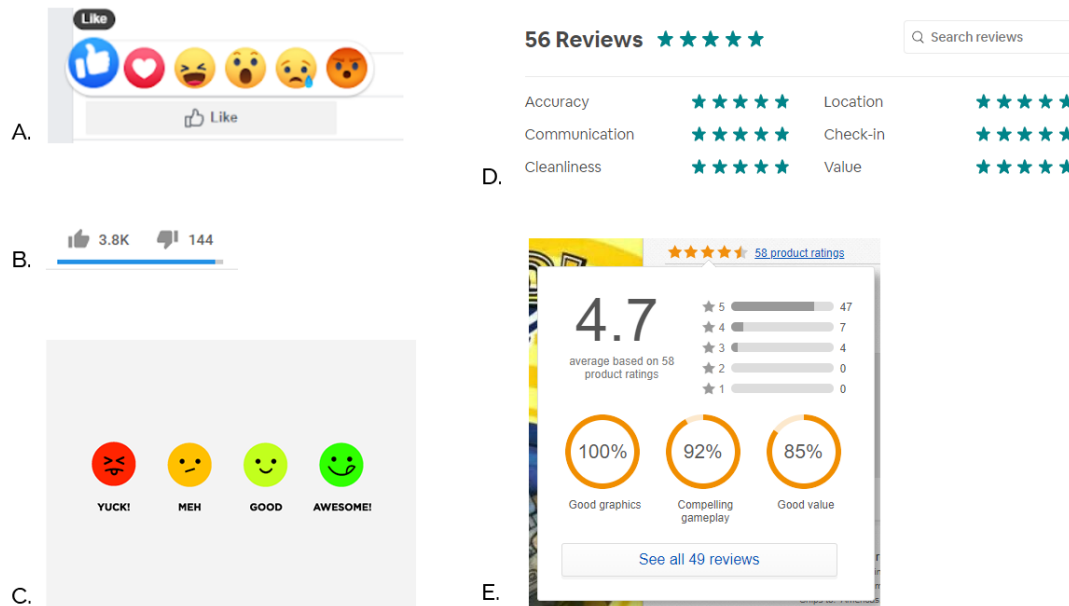 Like
Like
A.
3.8K 144
B.
YUCK! MEH GOOD AWESOME!
C.
56 Reviews Search reviews
Accuracy Location
Communication Check-in
Cleanliness Value
D.
58 product ratings
4.7
average based on 58
product ratings
5 47
4 7
3 4
2 0
1 0
100% 92% 85%
Good graphics Compelling gameplay Good value
See all 49 reviews
E.